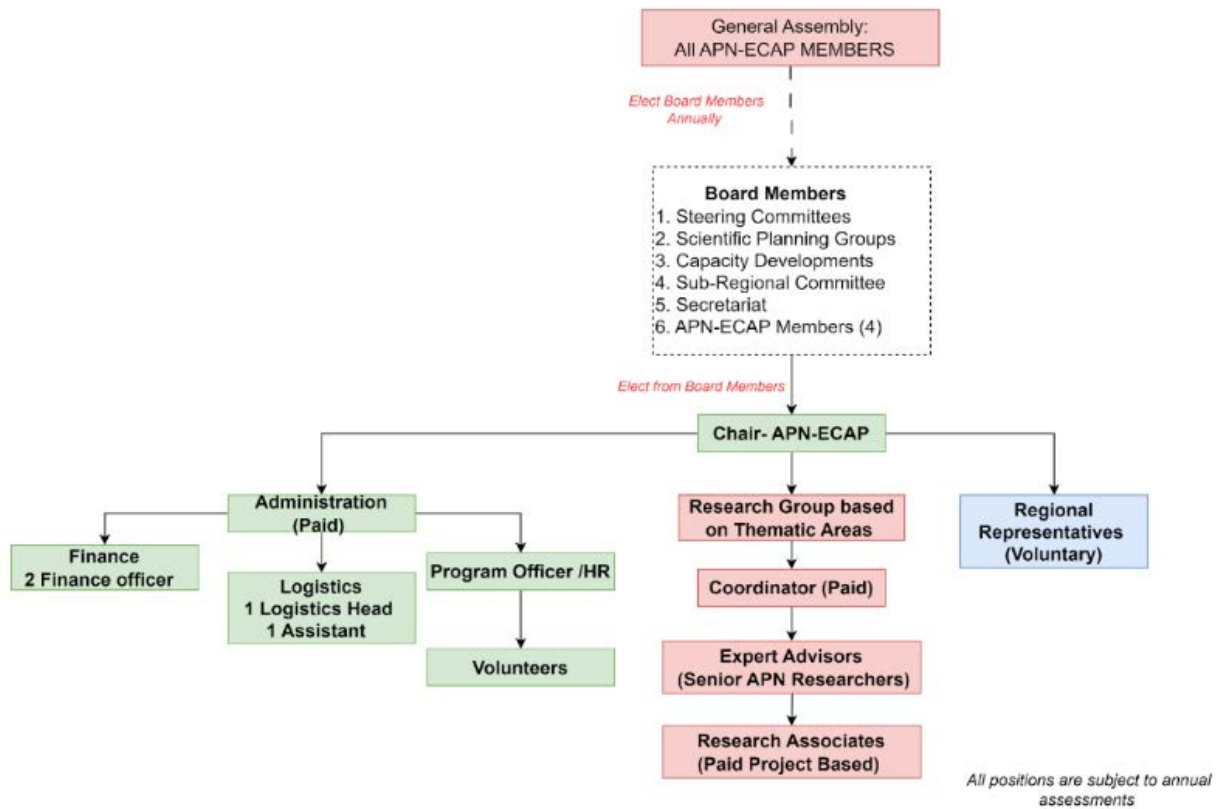 General Assembly:
All APN-ECAP MEMBERS
Elect Board Members
Annually
Board Members
1. Steering Committees
2. Scientific Planning Groups
3. Capacity Developments
4. Sub-Regional Committee
5. Secretariat
6. APN-ECAP Members (4)
Elect from Board Members
Chair- APN-ECAP
Administration
(Paid)
Finance
2 Finance officer
Logistics
1 Logistics Head
1 Assistant
Program Officer /HR
Volunteers
Research Group based
on Thematic Areas
Coordinator (Paid)
Expert Advisors
(Senior APN Researchers)
Research Associates
(Paid Project Based)
Regional
Representatives
(Voluntary)
All positions are subject to annual
assessments